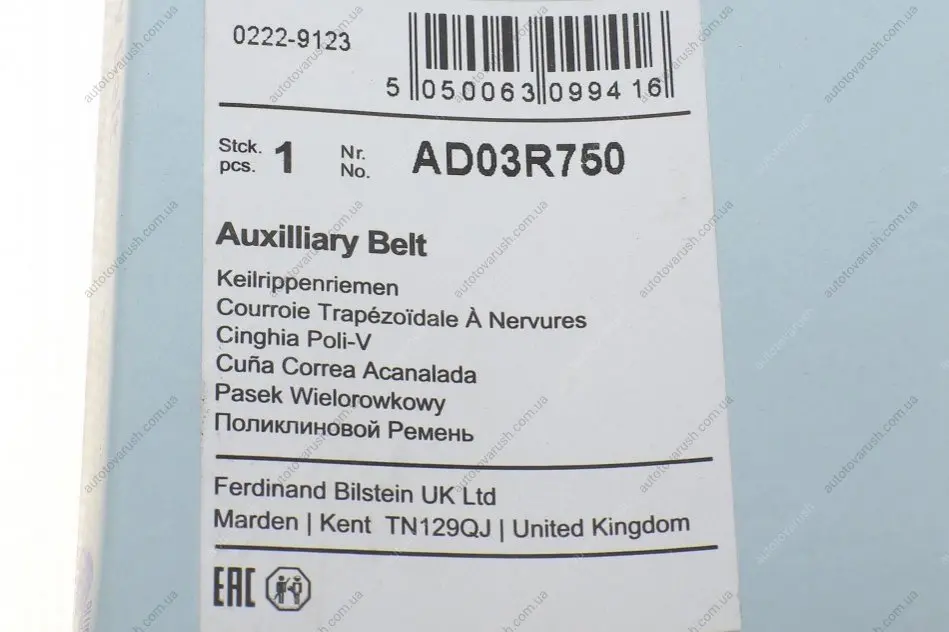 0222-9123
5 050063 099416
Stck. 1 Nr. AD03R750
pcs. No.
Auxilliary Belt
Keilrippenriemen
Courroie Trapézoïdale À Nervures
Cinghia Poli-V
Cuña Correa Acanalada
Pasek Wielorowkowy
Поликлиновой Ремень
Ferdinand Bilstein UK Ltd
Marden | Kent TN129QJ | United Kingdom
EAC
autotovarush.com.ua